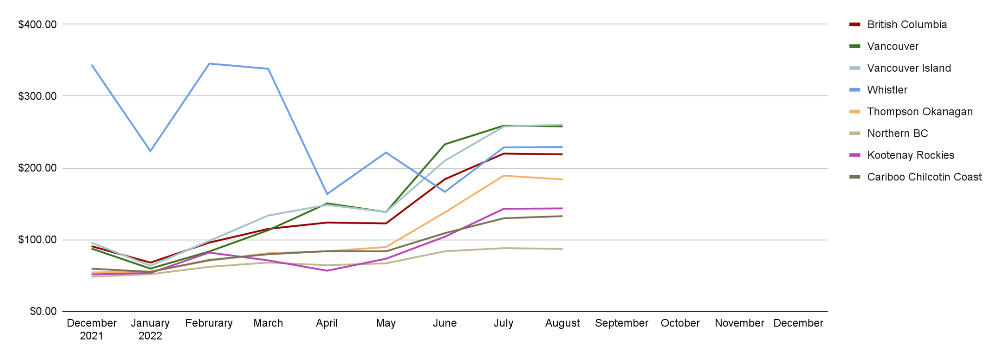 $400.00
$300.00
$200.00
$100.00
$0.00
December
2021
January
2022
Februrary
March
April
May
June
July
August
September
October
November
December
British Columbia
Vancouver
Vancouver Island
Whistler
Thompson Okanagan
Northern BC
Kootenay Rockies
Cariboo Chilcotin Coast